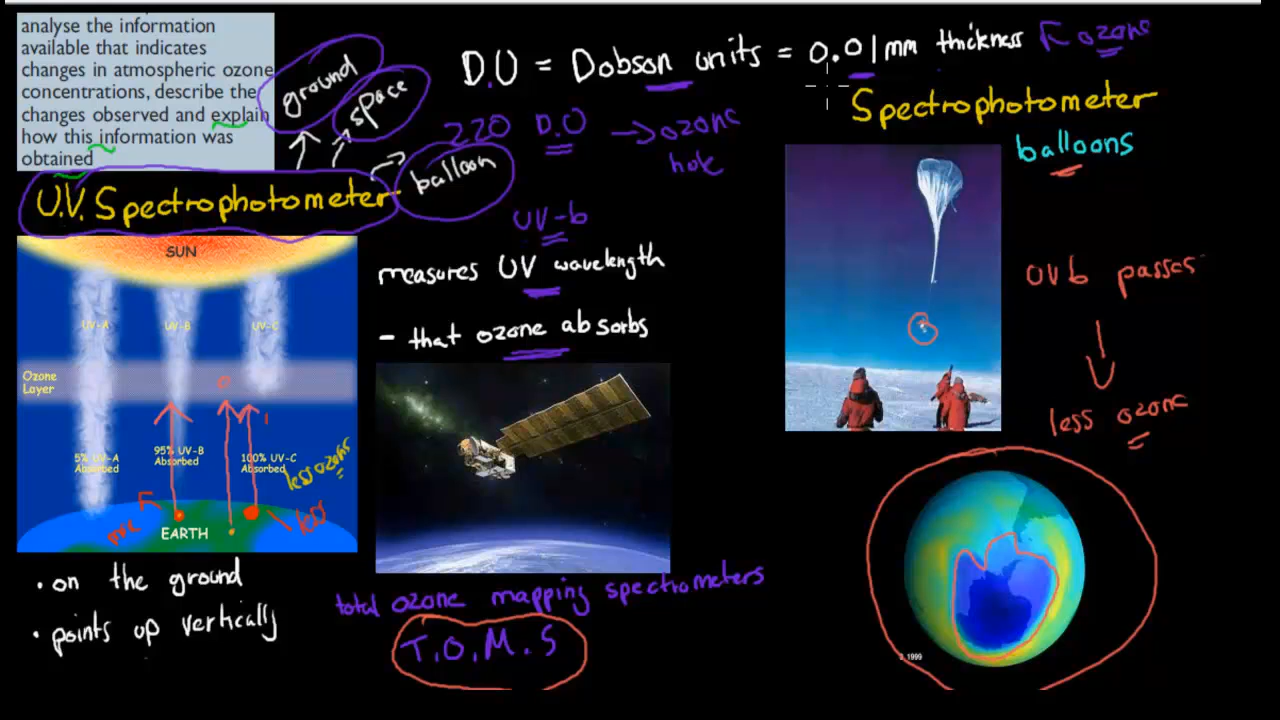 analyse the information
available that indicates
changes in atmospheric ozone
concentrations, describe the
changes observed and explain
how this information was
obtained
ground
space
balloon
D.U = Dobson units = 0.01mm thickness
ozone
220 D.U → ozone
hole
Spectrophotometer
balloons
U.V. Spectrophotometer
UV-b
measures UV wavelength
- that ozone absorbs
SUN
UV-A
UV-B
UV-C
Ozone
Layer
5% UV-A
Absorbed
95% UV-B
Absorbed
100% UV-C
Absorbed
less ozone
EARTH
• on the ground
• points up vertically
total ozone mapping spectrometers
T.O.M.S
UVb passes
less ozone
1999